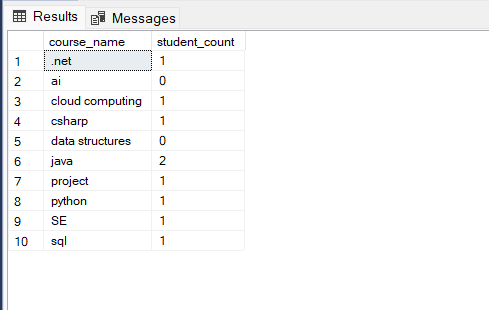 Results Messages
course_name student_count
1 .net 1
2 ai 0
3 cloud computing 1
4 csharp 1
5 data structures 0
6 java 2
7 project 1
8 python 1
9 SE 1
10 sql 1